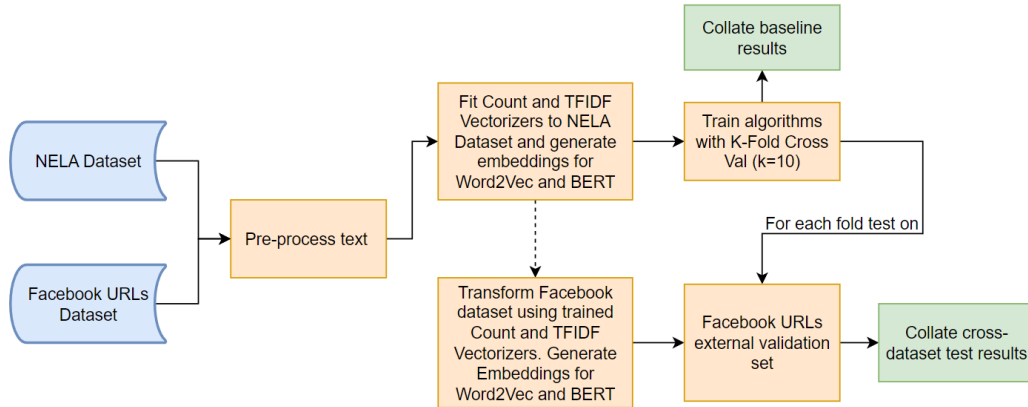 Collate baseline
results
NELA Dataset
Facebook URLs
Dataset
Pre-process text
Fit Count and TFIDF
Vectorizers to NELA
Dataset and generate
embeddings for
Word2Vec and BERT
Train algorithms
with K-Fold Cross
Val (k=10)
For each fold test on
Transform Facebook
dataset using trained
Count and TFIDF
Vectorizers. Generate
Embeddings for
Word2Vec and BERT
Facebook URLs
external validation
set
Collate cross-
dataset test results